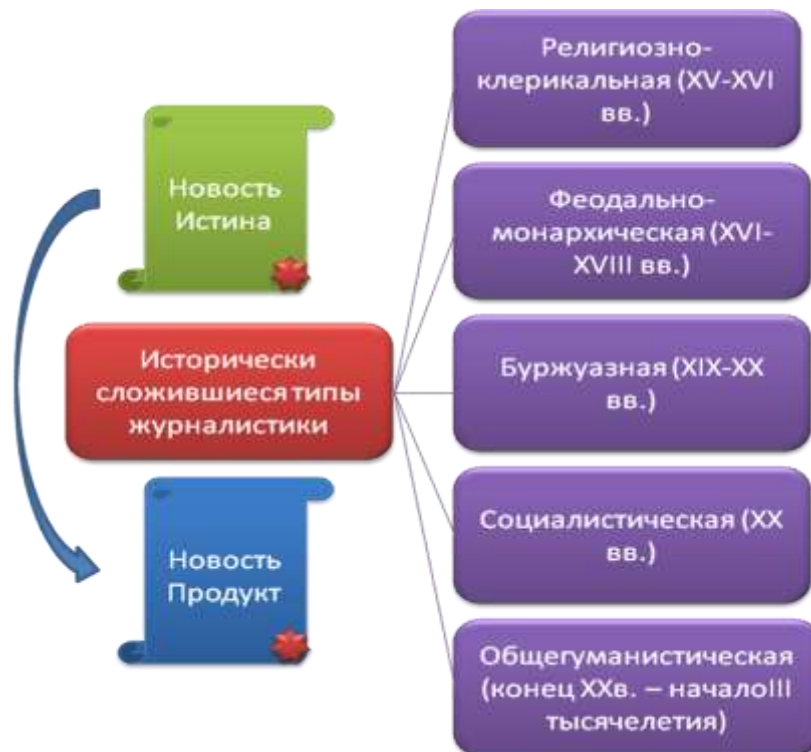 Новость
Истина
Исторически
сложившиеся типы
журналистики
Новость
Продукт
Религиозно-
клерикальная (XV-XVI
вв.)
Феодально-
монархическая (XVI-
XVIII вв.)
Буржуазная (XIX-XX
вв.)
Социалистическая (XX
вв.)
Общегуманистическая
(конец XXв. – началоIII
тысячелетия)